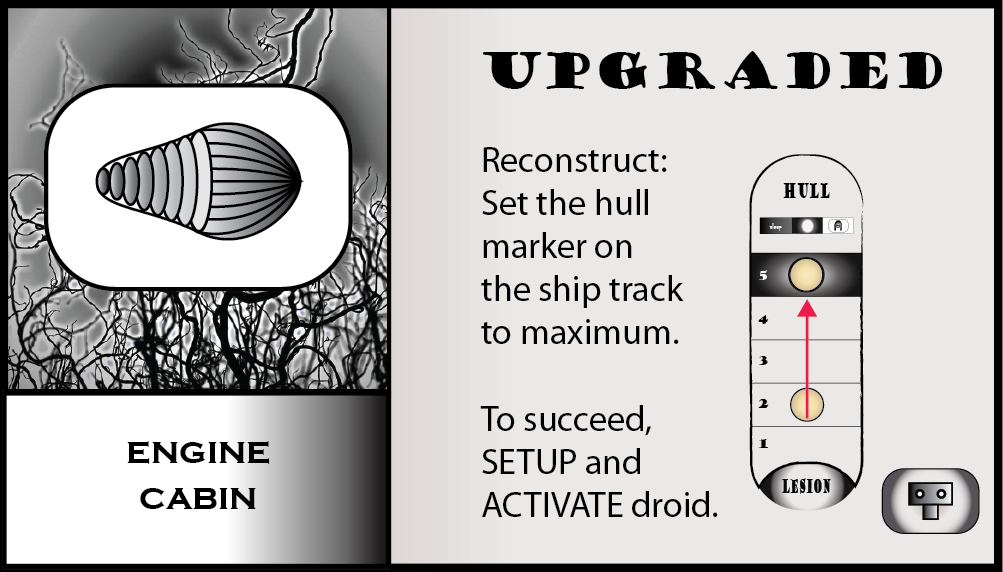 UPGRADED
Reconstruct:
Set the hull
marker on
the ship track
to maximum.
To succeed,
SETUP and
ACTIVATE droid.
HULL
5
4
3
2
1
LESION
ENGINE
CABIN